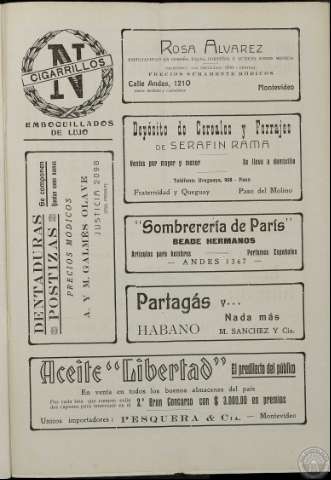 N
CIGARRILLOS
EMBOQUILLADOS
DE LUJO
ROSA ALVAREZ
PRECIOS SUMAMENTE MÓDICOS
Calle Andes, 1210
Montevideo
Depósito de Cereales y Forrajes
DE SERAFIN RAMA
Ventas por mayor y menor
Se lleva a domicilio
Teléfono: Uruguaya,
Fraternidad y Queguay
Paso del Molino
DENTADURAS
POSTIZAS
Se componen
PRECIOS MÓDICOS
A. Y M. GALMÉS OLAVE
JUSTICIA 2095
"Sombrerería de París"
BEADE HERMANOS
Artículos para hombres
Perfumes Españoles
— ANDES 1367 —
Partagás y...
Nada más
HABANO
M. SANCHEZ Y Cía.
Aceite "Libertad"
El predilecto del público
En venta en todos los buenos almacenes del país
2.º Gran Concurso con $ 3.000.00 en premios
Unicos importadores: PESQUERA & Cía. — Montevideo